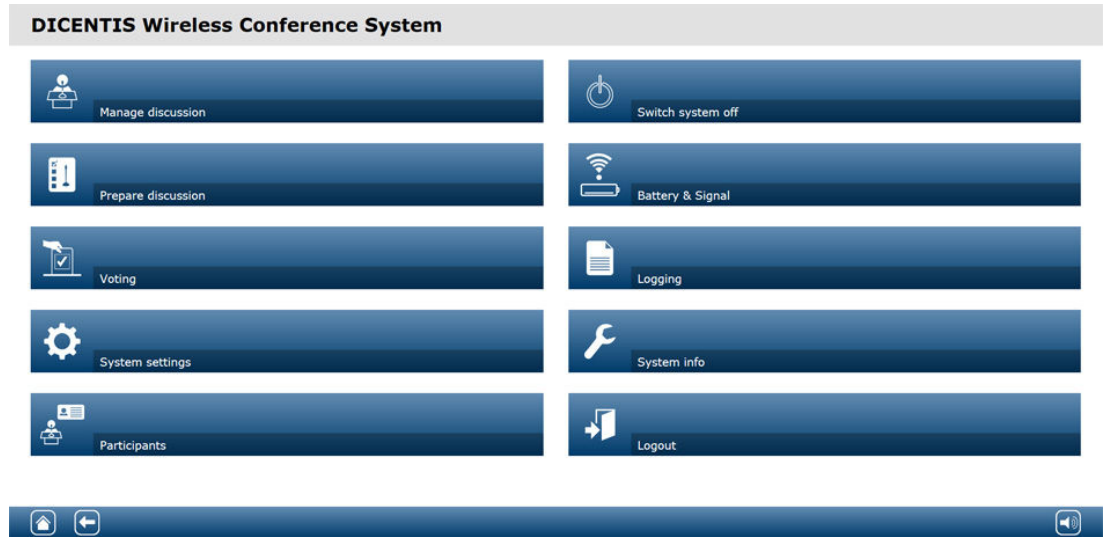 DICENTIS Wireless Conference System
Manage discussion
Switch system off
Prepare discussion
Battery & Signal
Voting
Logging
System settings
System info
Participants
Logout